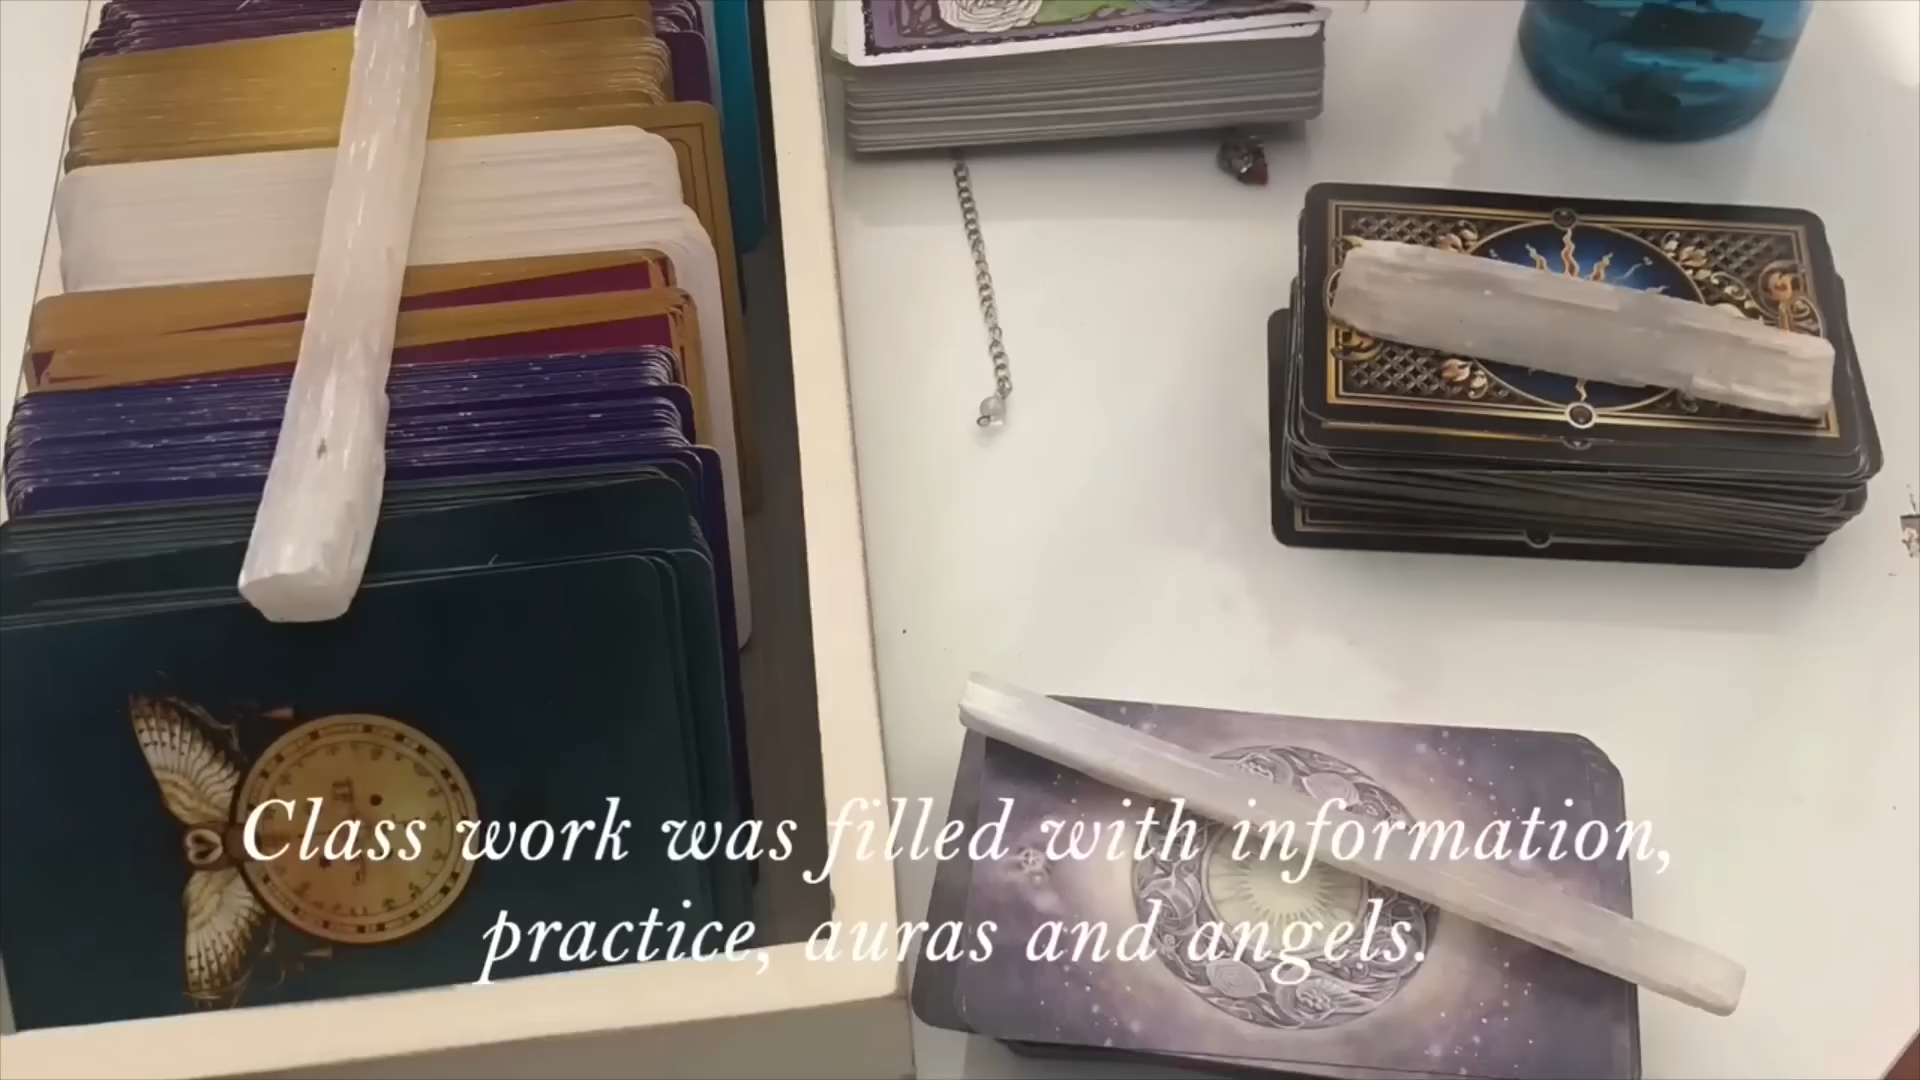 Class work was filled with information,
practice, auras and angels.